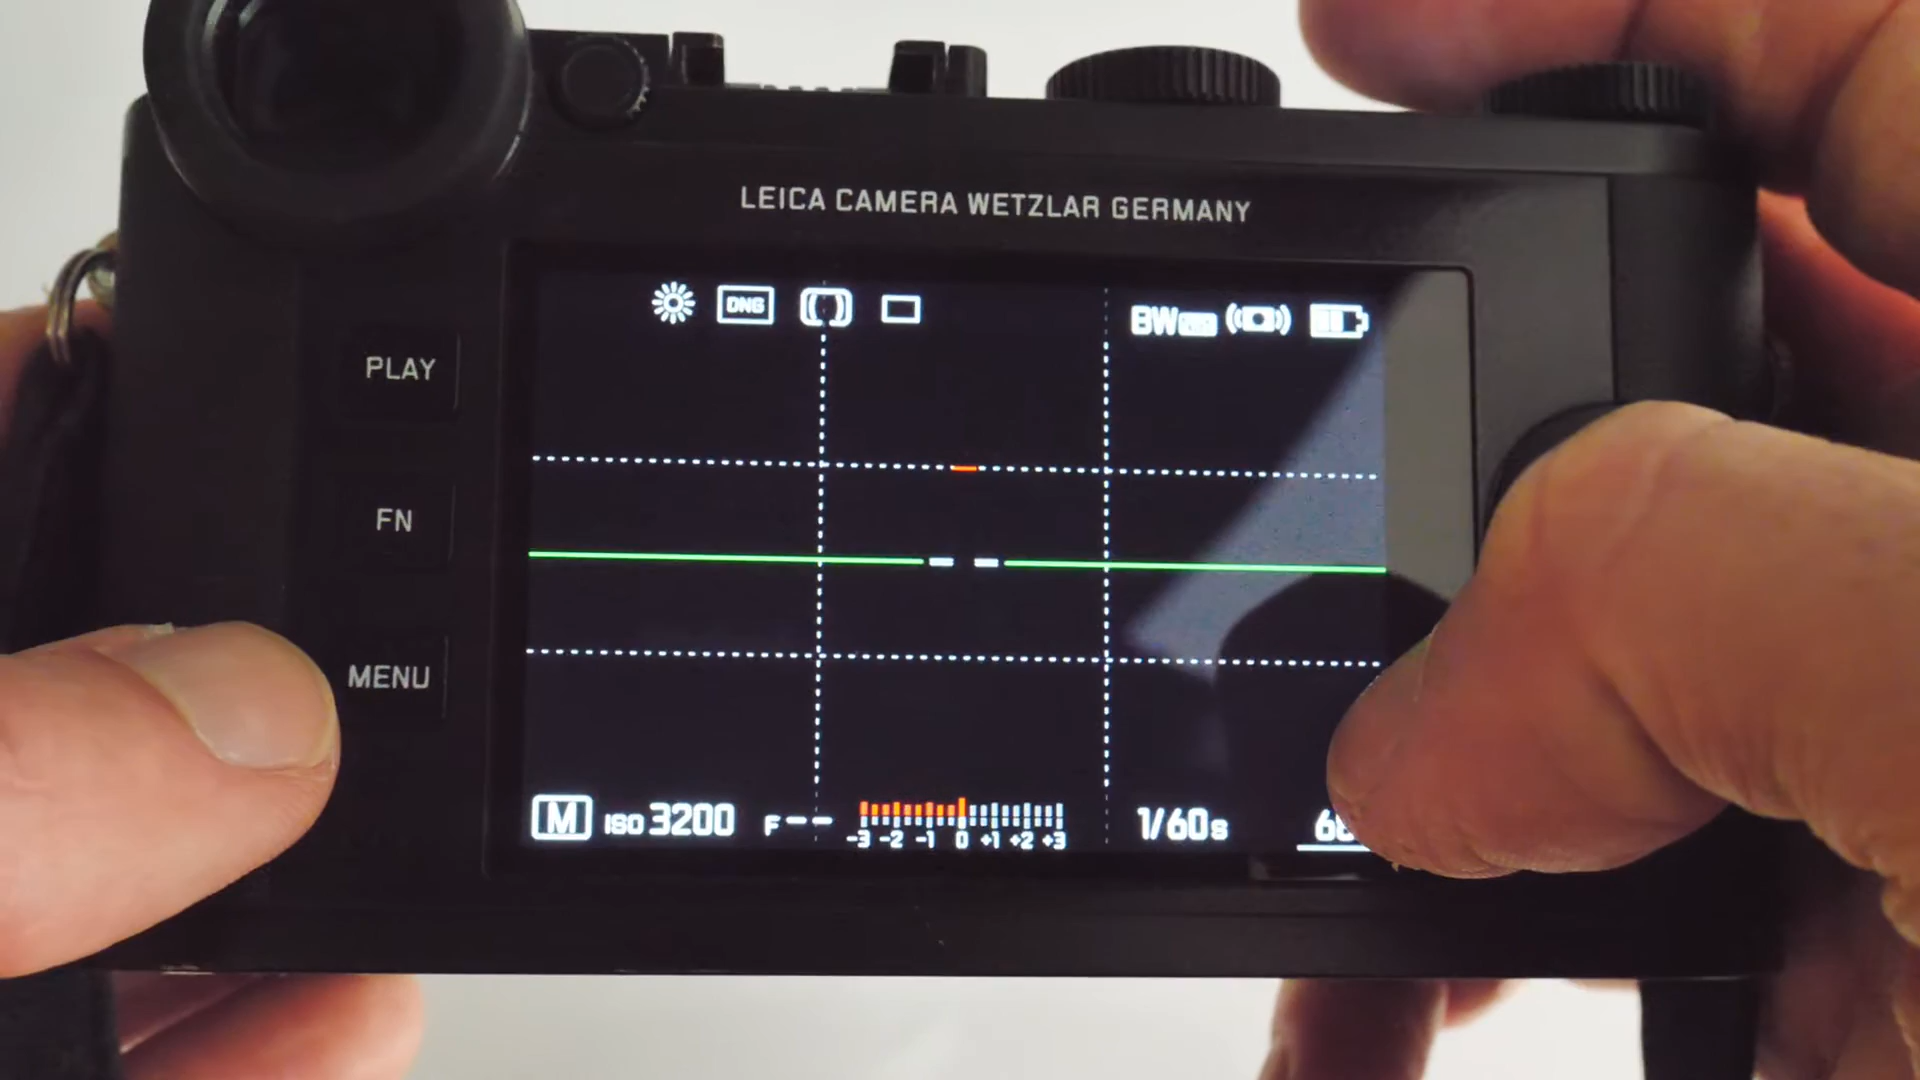 LEICA CAMERA WETZLAR GERMANY
DNG
BW
PLAY
FN
MENU
M ISO 3200 F-- 1/60s
-3 -2 -1 0 +1 +2 +3